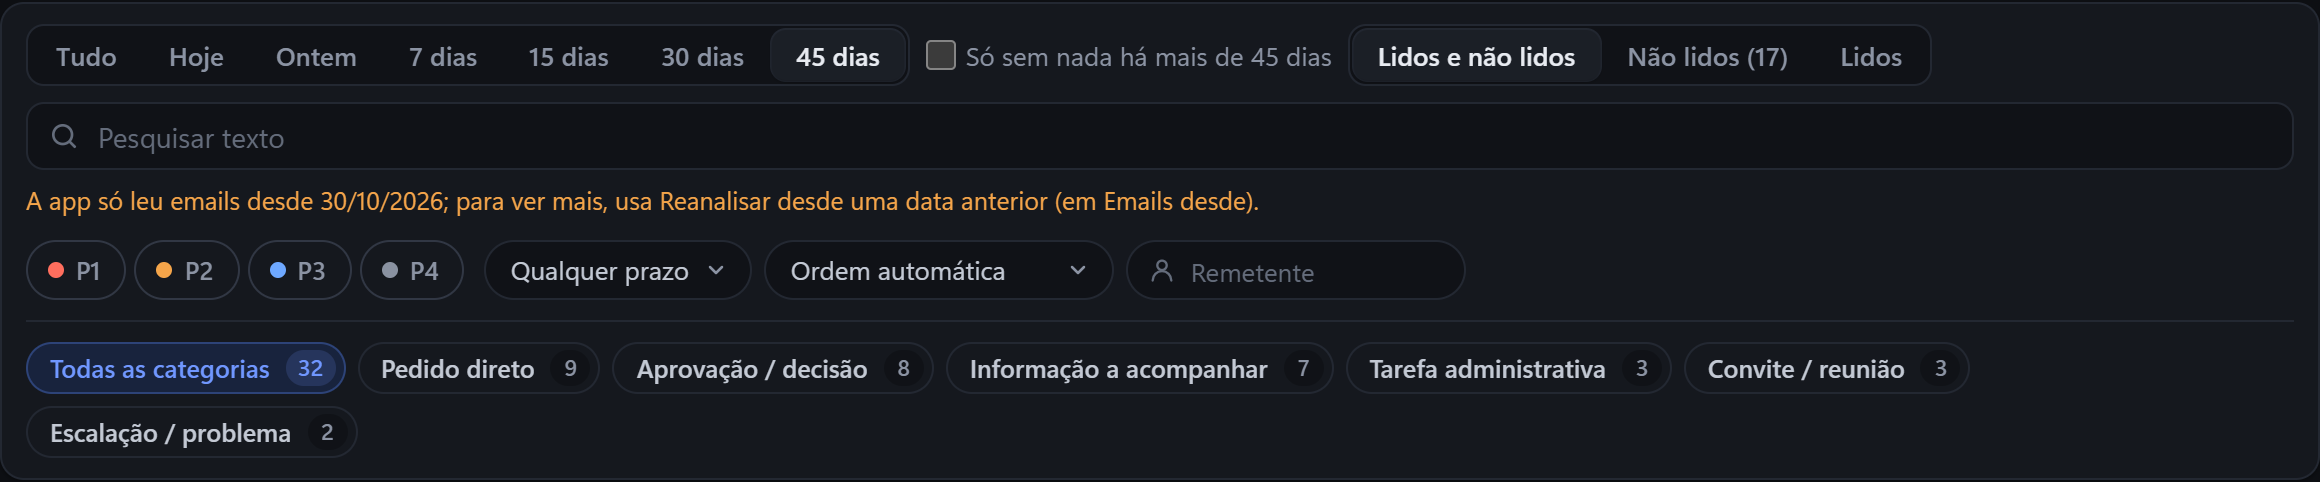 Tudo Hoje Ontem 7 dias 15 dias 30 dias 45 dias Só sem nada há mais de 45 dias Lidos e não lidos Não lidos (17) Lidos
Pesquisar texto
A app só leu emails desde 30/10/2026; para ver mais, usa Reanalisar desde uma data anterior (em Emails desde).
P1 P2 P3 P4 Qualquer prazo Ordem automática Remetente
Todas as categorias 32 Pedido direto 9 Aprovação / decisão 8 Informação a acompanhar 7 Tarefa administrativa 3 Convite / reunião 3
Escalação / problema 2